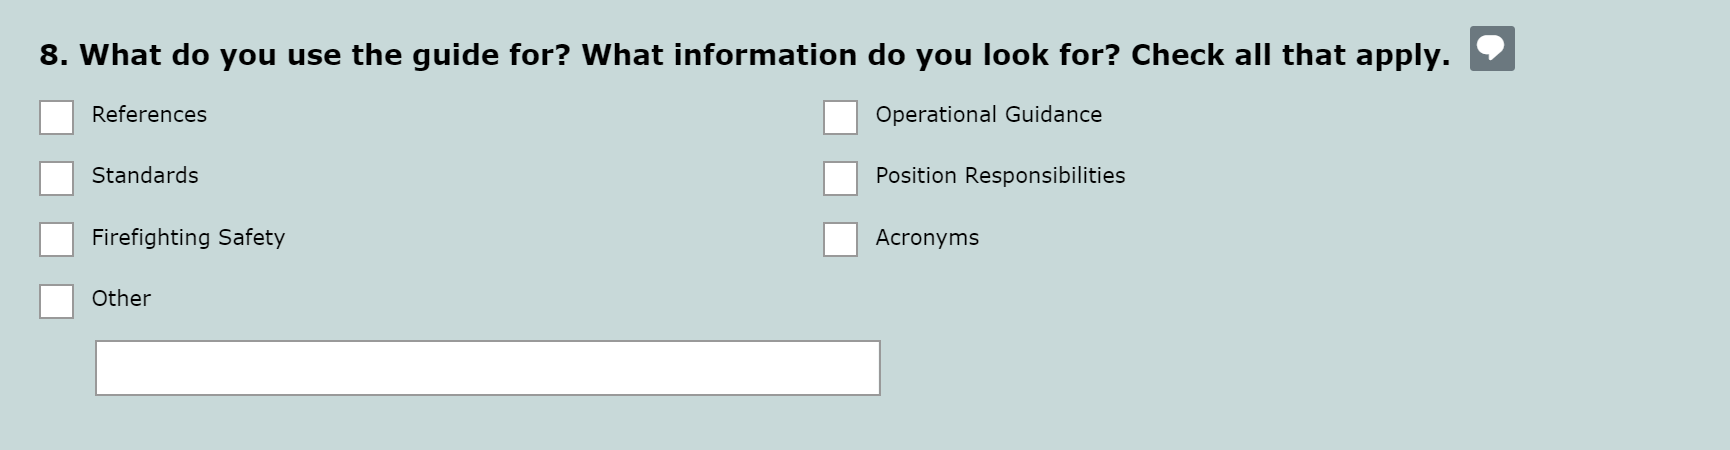 8. What do you use the guide for? What information do you look for? Check all that apply.
References
Operational Guidance
Standards
Position Responsibilities
Firefighting Safety
Acronyms
Other